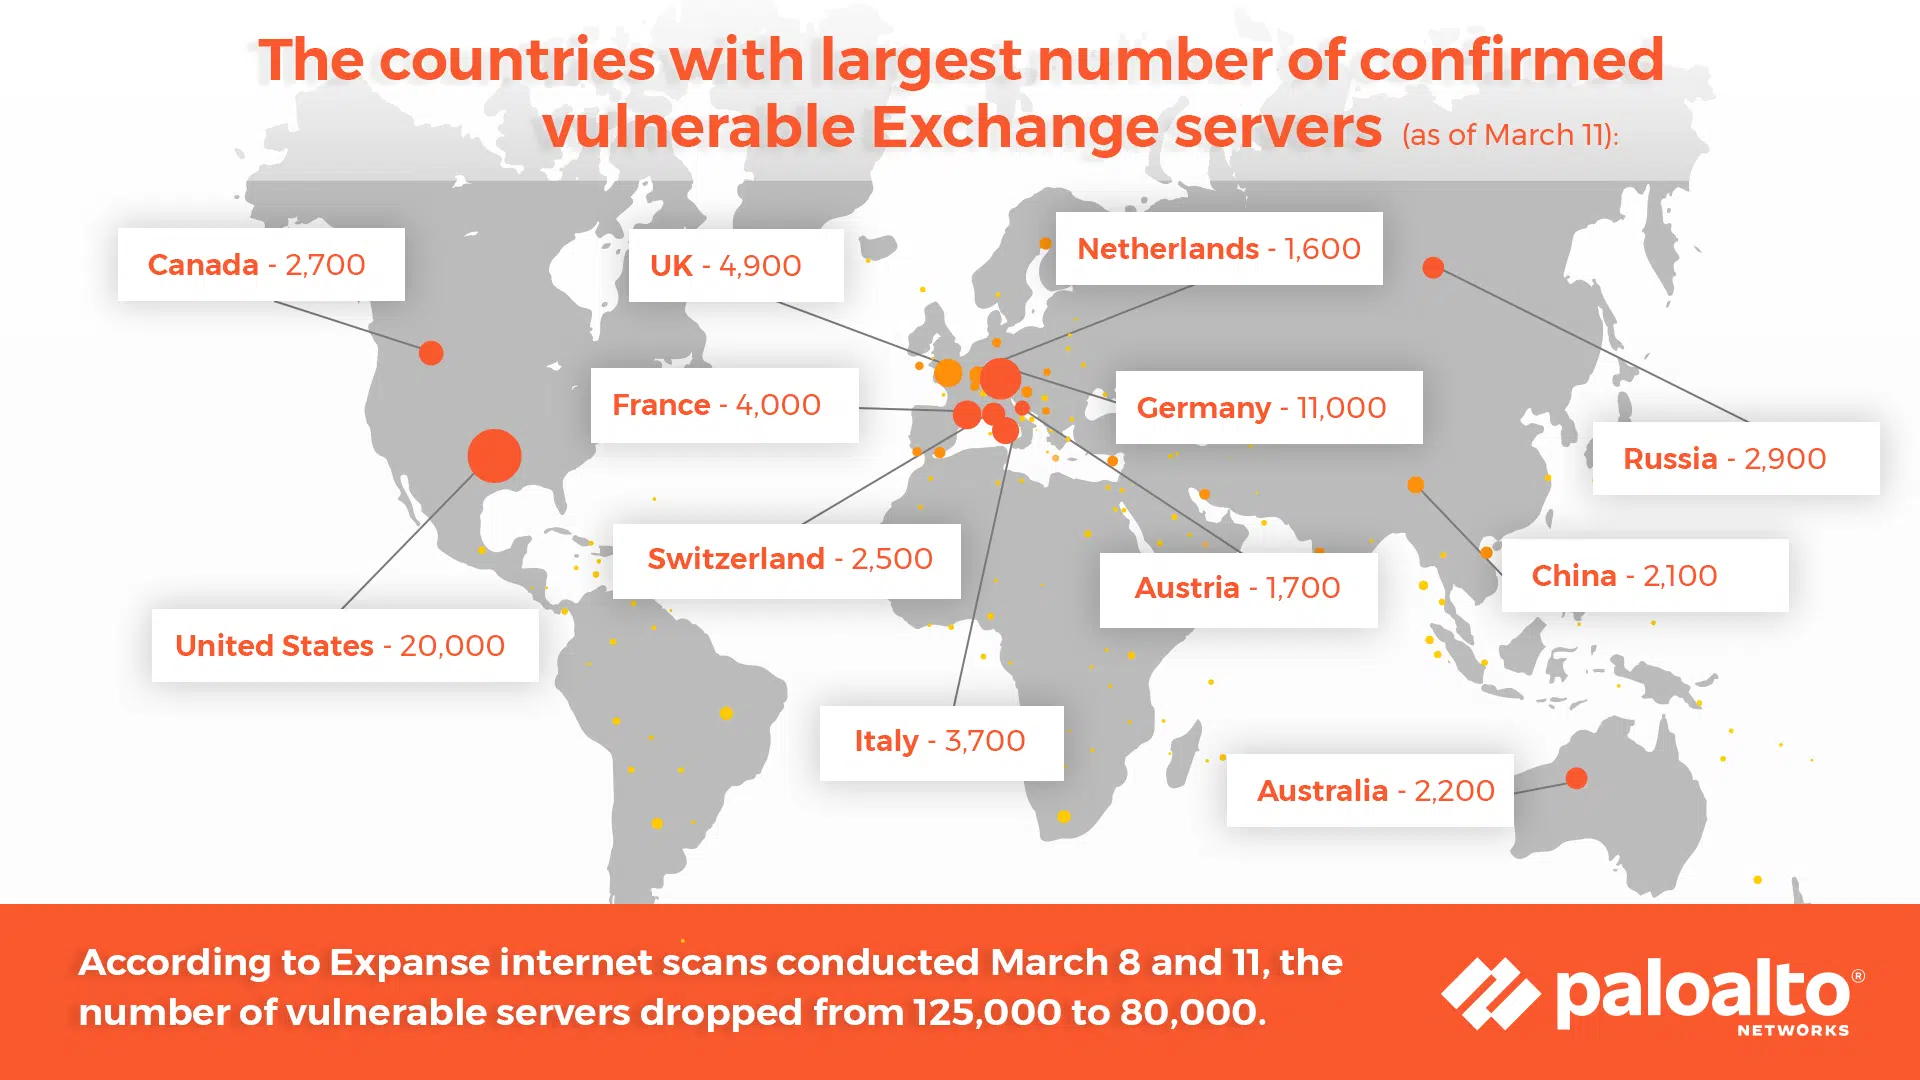 The countries with largest number of confirmed
vulnerable Exchange servers (as of March 11):
Canada - 2,700
UK - 4,900
Netherlands - 1,600
France - 4,000
Germany - 11,000
Russia - 2,900
Switzerland - 2,500
Austria - 1,700
China - 2,100
United States - 20,000
Italy - 3,700
Australia - 2,200
According to Expanse internet scans conducted March 8 and 11, the
number of vulnerable servers dropped from 125,000 to 80,000.
paloalto®
NETWORKS